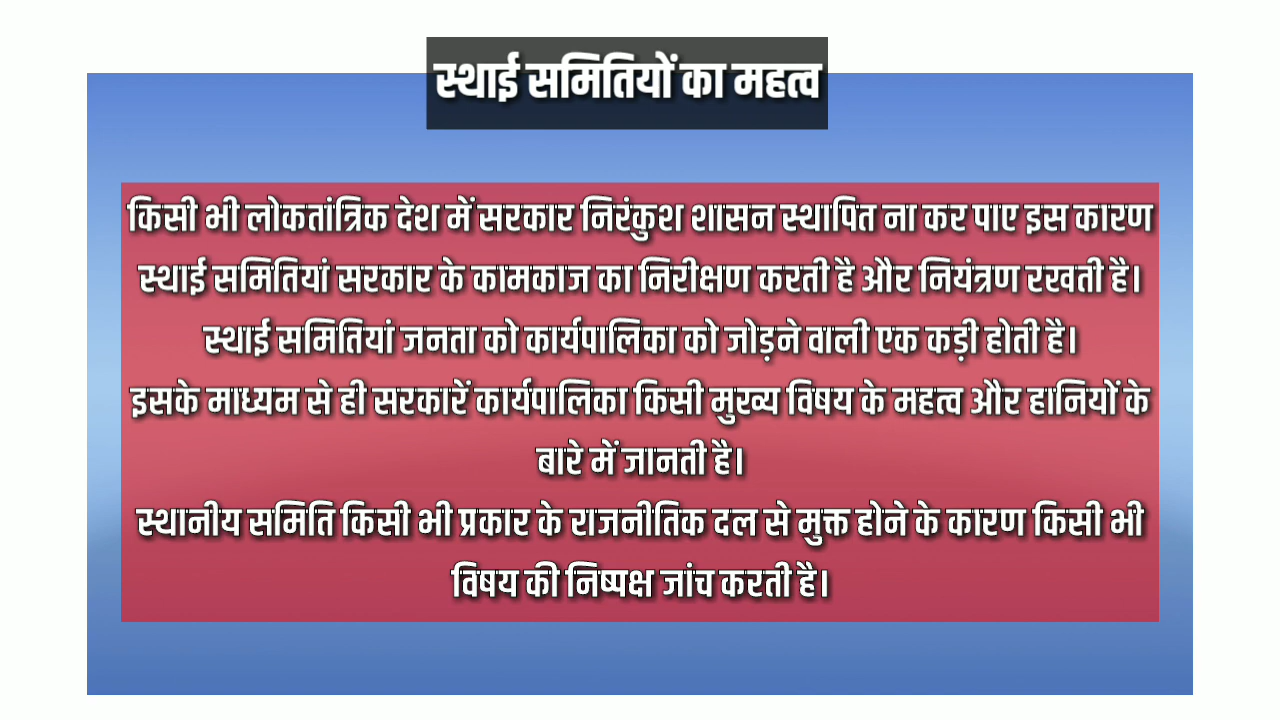 स्थाई समितियों का महत्व
किसी भी लोकतांत्रिक देश में सरकार निरंकुश शासन स्थापित ना कर पाए इस कारण
स्थाई समितियां सरकार के कामकाज का निरीक्षण करती है और नियंत्रण रखती है।
स्थाई समितियां जनता को कार्यपालिका को जोड़ने वाली एक कड़ी होती है।
इसके माध्यम से ही सरकारें कार्यपालिका किसी मुख्य विषय के महत्व और हानियों के
बारे में जानती है।
स्थानीय समिति किसी भी प्रकार के राजनीतिक दल से मुक्त होने के कारण किसी भी
विषय की निष्पक्ष जांच करती है।